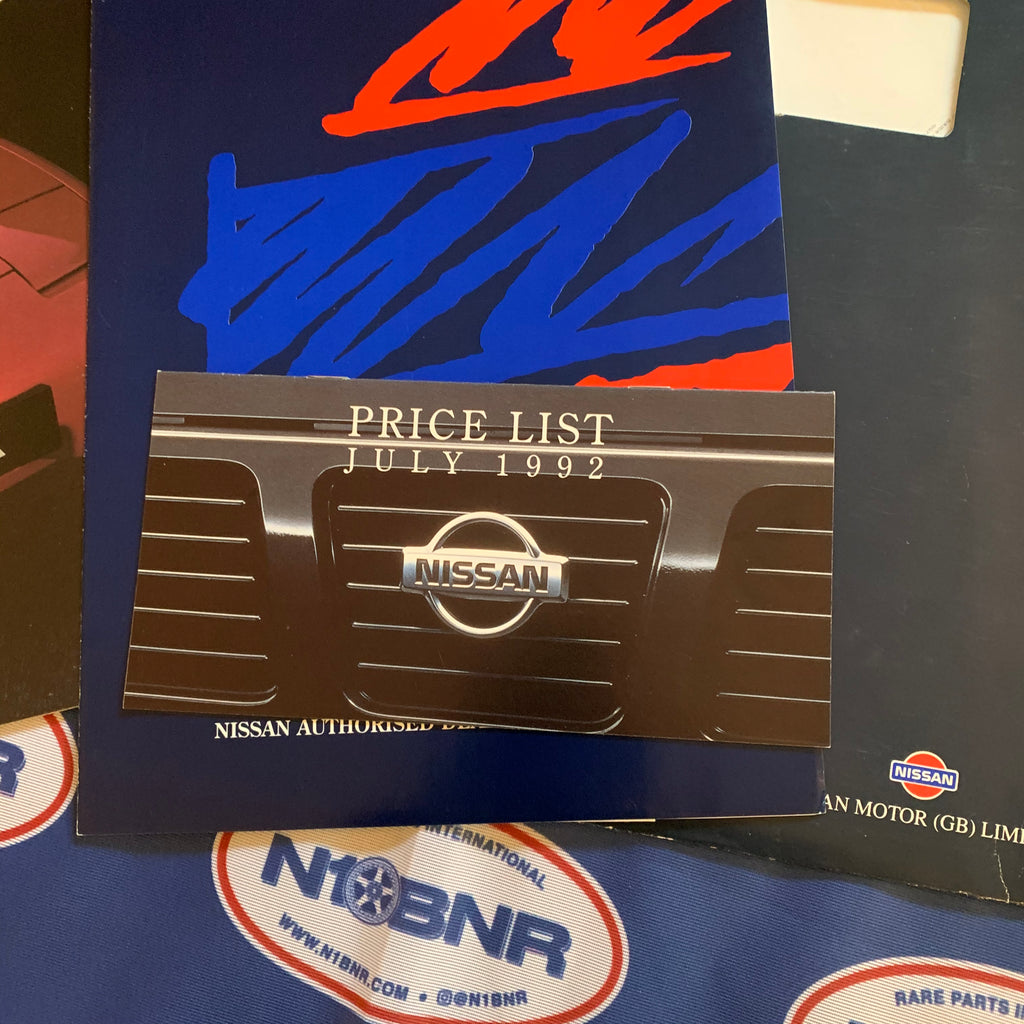 PRICE LIST
JULY 1992
NISSAN
NISSAN AUTHORISED
NISSAN
AN MOTOR (GB) LIM
INTERNATIONAL
N1BNR
WWW.N1BNR.COM • @N1BNR
RARE PARTS I
R